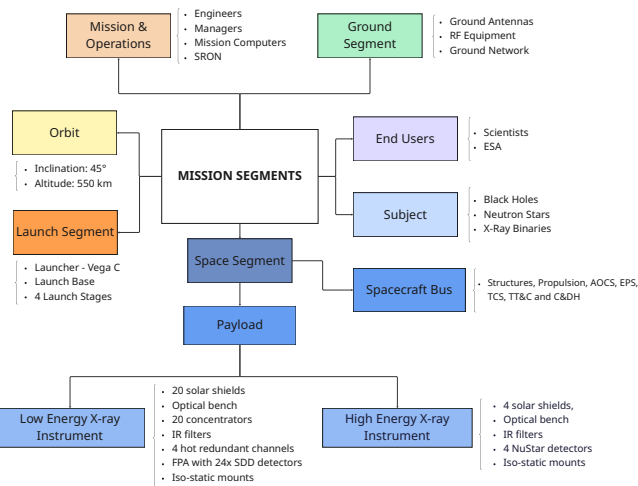 Mission &
Operations
Engineers
Managers
Mission Computers
SRON
Ground
Segment
Ground Antennas
RF Equipment
Ground Network
Orbit
Inclination: 45°
Altitude: 550 km
MISSION SEGMENTS
End Users
Scientists
ESA
Launch Segment
Launcher - Vega C
Launch Base
4 Launch Stages
Subject
Black Holes
Neutron Stars
X-Ray Binaries
Space Segment
Spacecraft Bus
Structures, Propulsion, AOCS, EPS,
TCS, TT&C and C&DH
Payload
Low Energy X-ray
Instrument
20 solar shields
Optical bench
20 concentrators
IR filters
4 hot redundant channels
FPA with 24x SDD detectors
Iso-static mounts
High Energy X-ray
Instrument
4 solar shields,
Optical bench
IR filters
4 NuStar detectors
Iso-static mounts